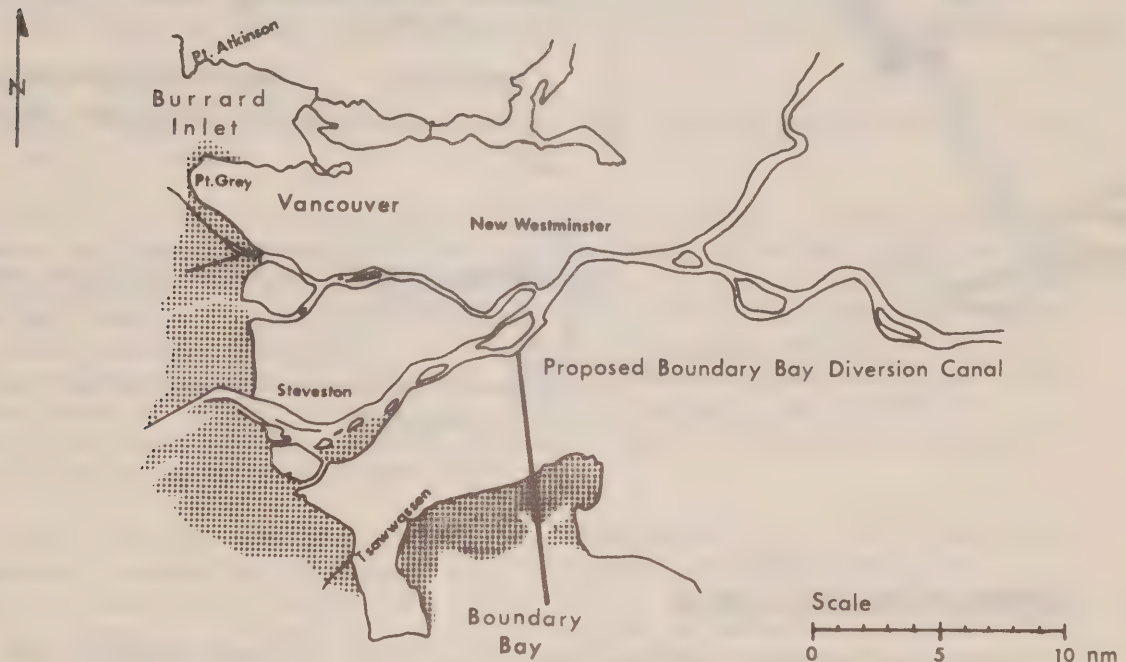 N
Pt. Atkinson
Burrard
Inlet
Pt. Grey
Vancouver
New Westminster
Proposed Boundary Bay Diversion Canal
Steveston
Tsawwassen
Boundary
Bay
Scale
0 5 10 nm